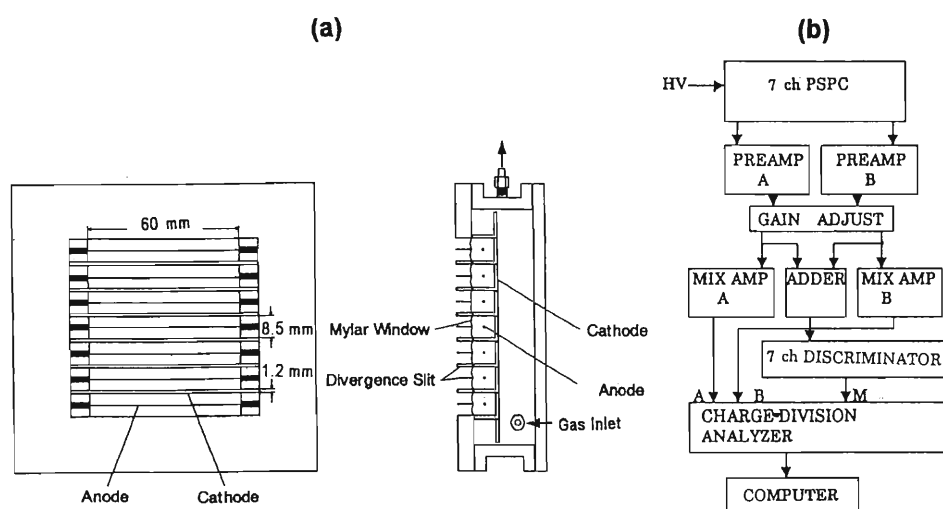 (a)
60 mm
8.5 mm
1.2 mm
Anode
Cathode
Mylar Window
Divergence Slit
Cathode
Anode
Gas Inlet
(b)
HV
7 ch PSPC
PREAMP
A
PREAMP
B
GAIN ADJUST
MIX AMP
A
ADDER
MIX AMP
B
7 ch DISCRIMINATOR
A
B
M
CHARGE-DIVISION
ANALYZER
COMPUTER